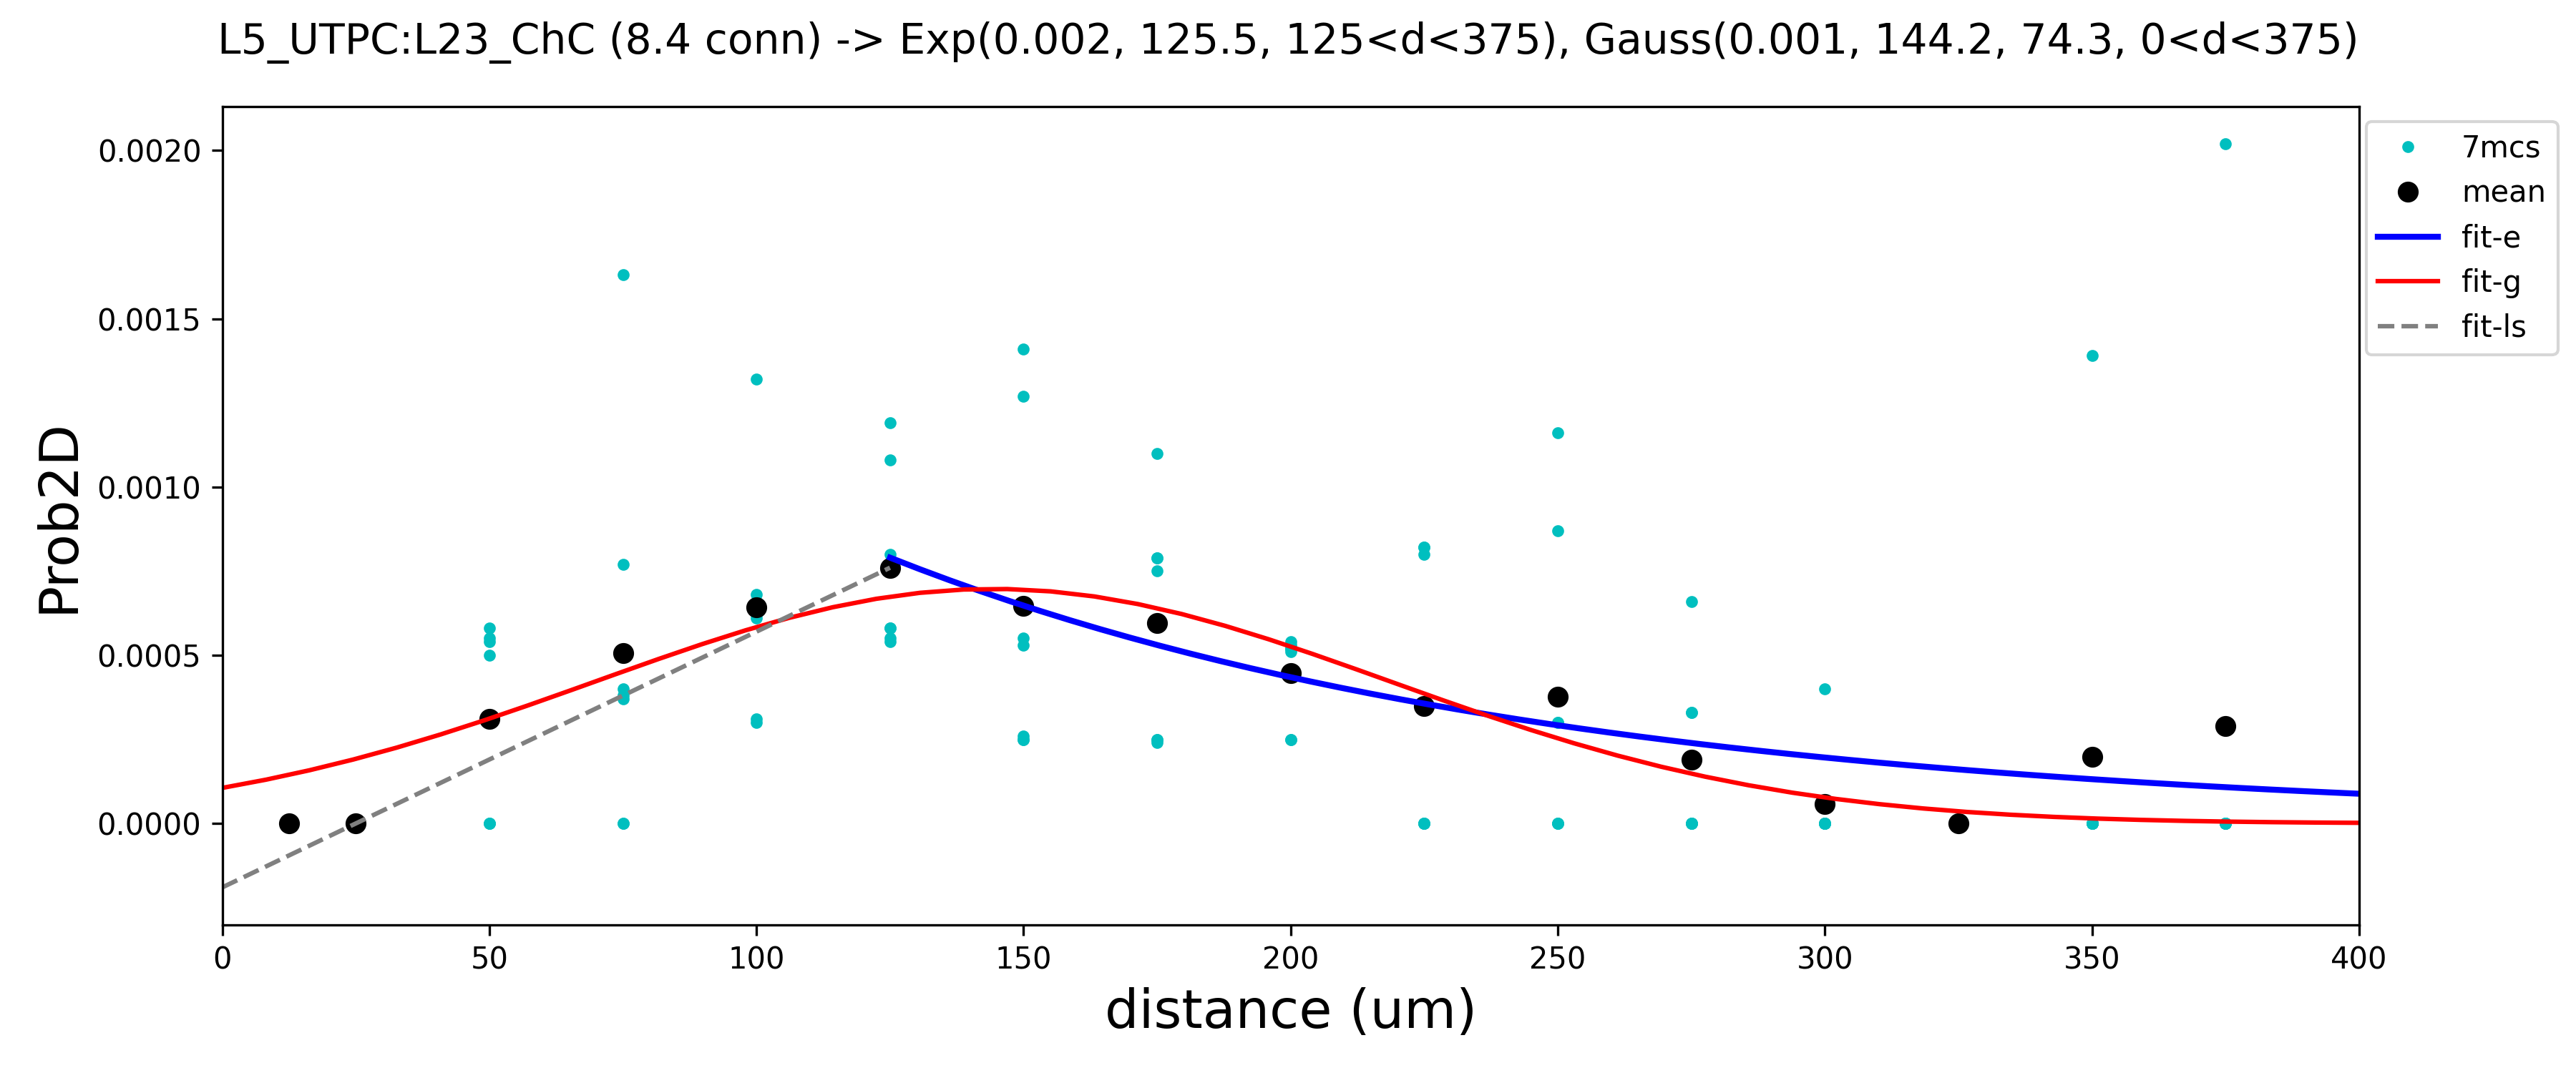 L5_UTPC:L23_ChC (8.4 conn) -> Exp(0.002, 125.5, 125<d<375), Gauss(0.001, 144.2, 74.3, 0<d<375)
Prob2D
0.0020
0.0015
0.0010
0.0005
0.0000
0 50 100 150 200 250 300 350 400
distance (um)
7mcs
mean
fit-e
fit-g
fit-ls